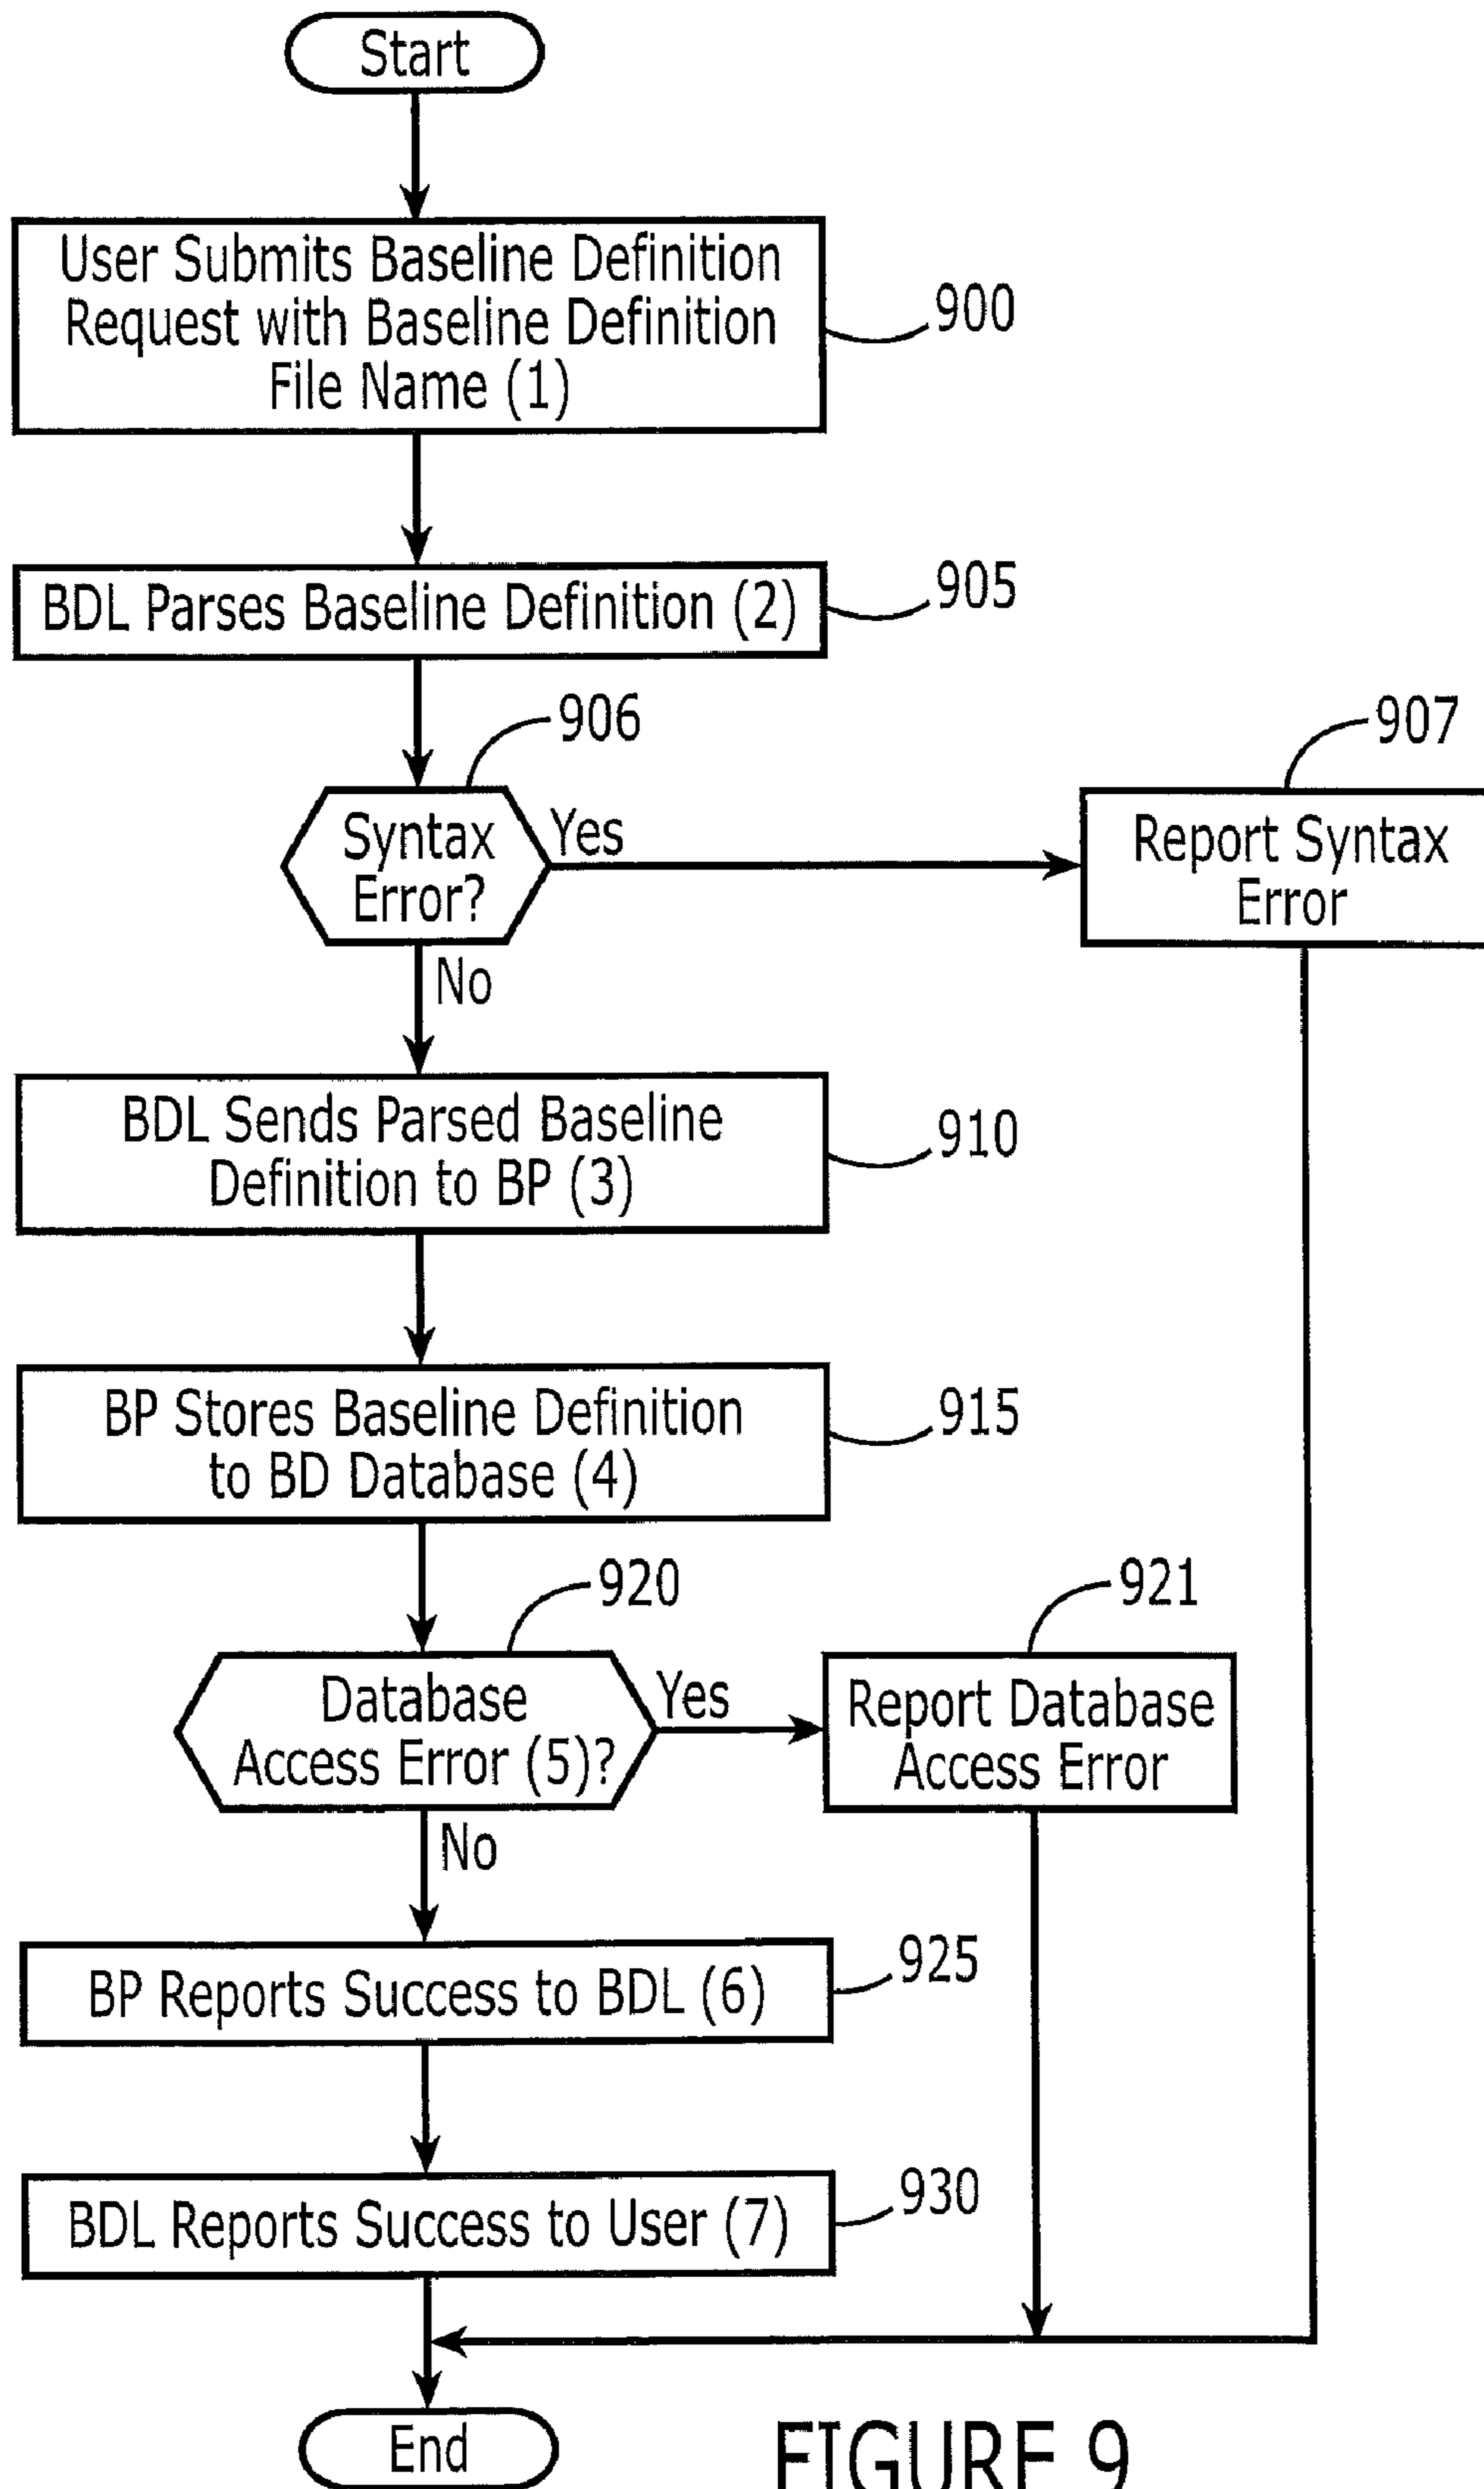 Start
User Submits Baseline Definition
Request with Baseline Definition
File Name (1)
900
BDL Parses Baseline Definition (2)
905
906
907
Syntax
Error?
Yes
Report Syntax
Error
No
BDL Sends Parsed Baseline
Definition to BP (3)
910
BP Stores Baseline Definition
to BD Database (4)
915
920
921
Database
Access Error (5)?
Yes
Report Database
Access Error
No
BP Reports Success to BDL (6)
925
BDL Reports Success to User (7)
930
End
FIGURE 9